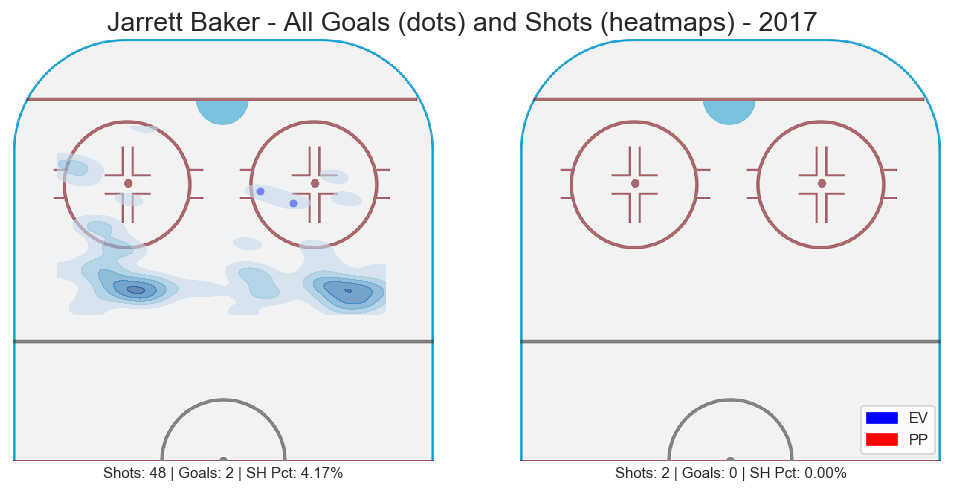 Jarrett Baker - All Goals (dots) and Shots (heatmaps) - 2017
EV
PP
Shots: 48 | Goals: 2 | SH Pct: 4.17%
Shots: 2 | Goals: 0 | SH Pct: 0.00%